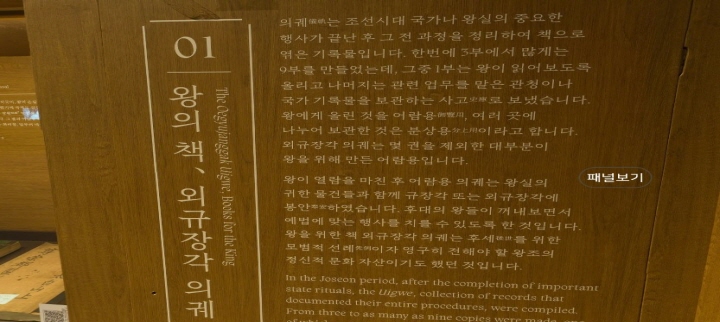 01
왕의 책, 외규장각 의궤
The Oegyujanggak Uigwe, Books for the King
의궤儀軌는 조선시대 국가나 왕실의 중요한
행사가 끝난 후 그 전 과정을 정리하여 책으로
엮은 기록물입니다. 한번에 3부에서 많게는
9부를 만들었는데, 그중 1부는 왕이 읽어보도록
올리고 나머지는 관련 업무를 맡은 관청이나
국가 기록물을 보관하는 사고史庫로 보냈습니다.
왕에게 올린 것을 어람용御覽用, 여러 곳에
나누어 보관한 것은 분상용分上用이라고 합니다.
외규장각 의궤는 몇 권을 제외한 대부분이
왕을 위해 만든 어람용입니다.
왕이 열람을 마친 후 어람용 의궤는 왕실의
귀한 물건들과 함께 규장각 또는 외규장각에
봉안奉安하였습니다. 후대의 왕들이 꺼내보면서
예법에 맞는 행사를 치를 수 있도록 한 것입니다.
왕을 위한 책 외규장각 의궤는 후세後世를 위한
모범적 선례先例이자 영구히 전해야 할 왕조의
정신적 문화 자산이기도 했던 것입니다.
In the Joseon period, after the completion of important
state rituals, the Uigwe, collection of records that
documented their entire procedures, were compiled.
From three to as many as nine copies were made, one
of which
패널보기